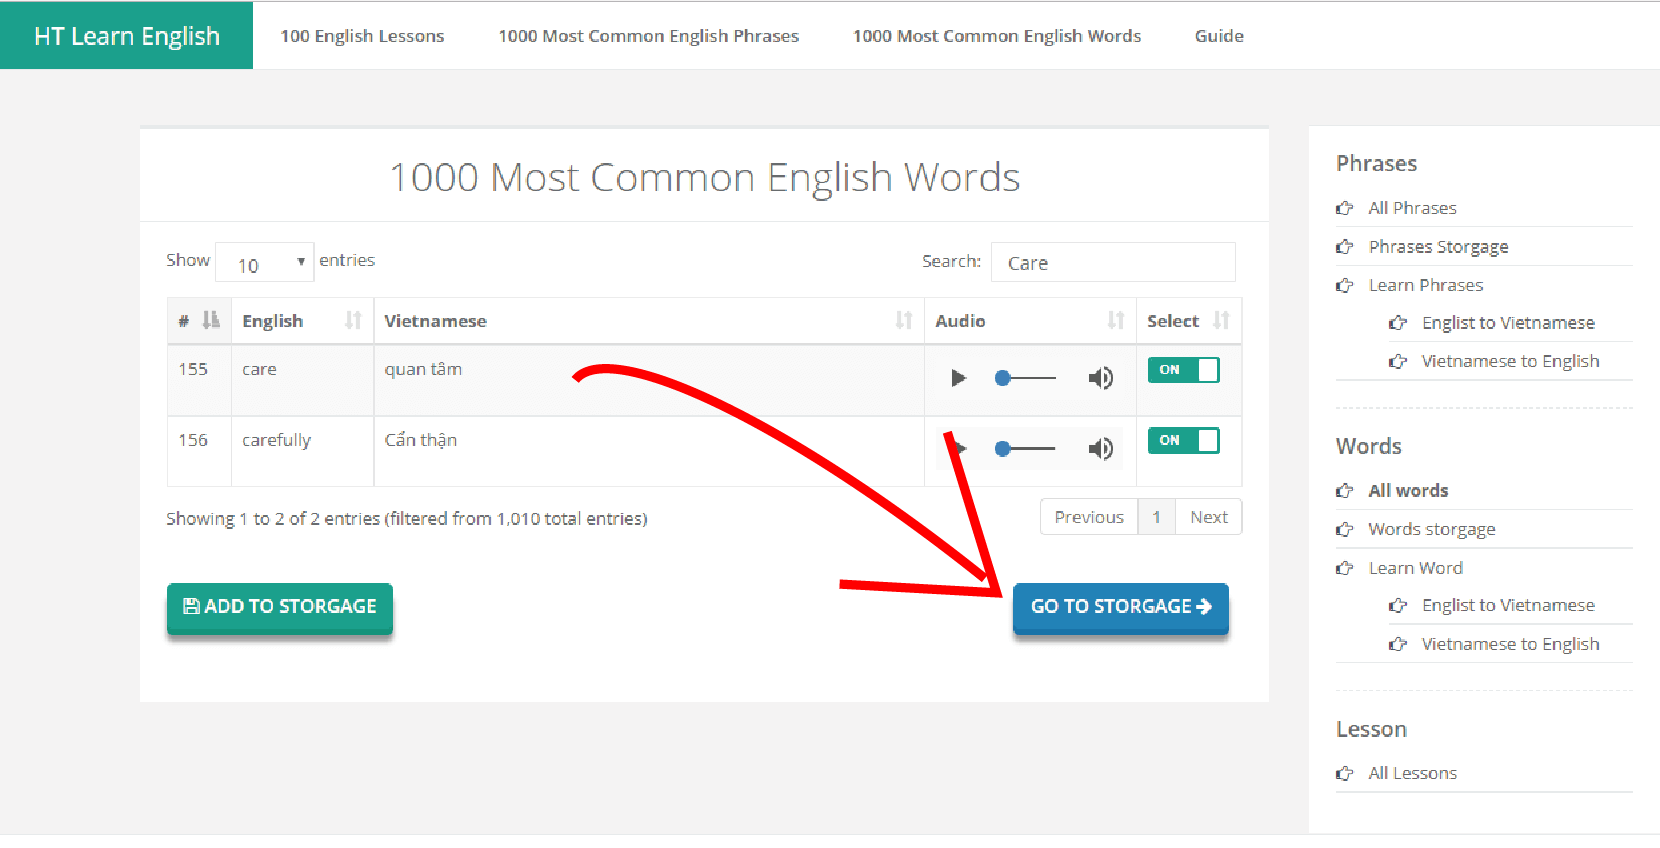 HT Learn English
100 English Lessons
1000 Most Common English Phrases
1000 Most Common English Words
Guide
1000 Most Common English Words
Show 10 entries
Search: Care
# English Vietnamese Audio Select
155 care quan tâm ON
156 carefully Cẩn thận ON
Showing 1 to 2 of 2 entries (filtered from 1,010 total entries)
Previous 1 Next
ADD TO STORGAGE
GO TO STORGAGE
Phrases
All Phrases
Phrases Storgage
Learn Phrases
Englist to Vietnamese
Vietnamese to English
Words
All words
Words storgage
Learn Word
Englist to Vietnamese
Vietnamese to English
Lesson
All Lessons